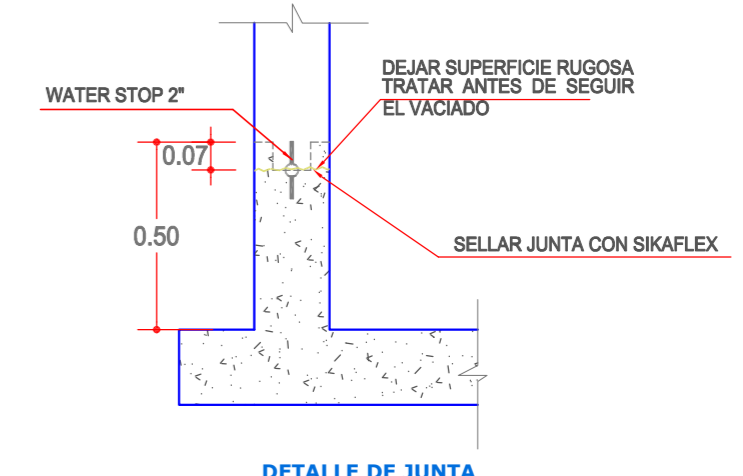 DEJAR SUPERFICIE RUGOSA
TRATAR ANTES DE SEGUIR
EL VACIADO
WATER STOP 2"
0.07
0.50
SELLAR JUNTA CON SIKAFLEX
DETALLE DE JUNTA